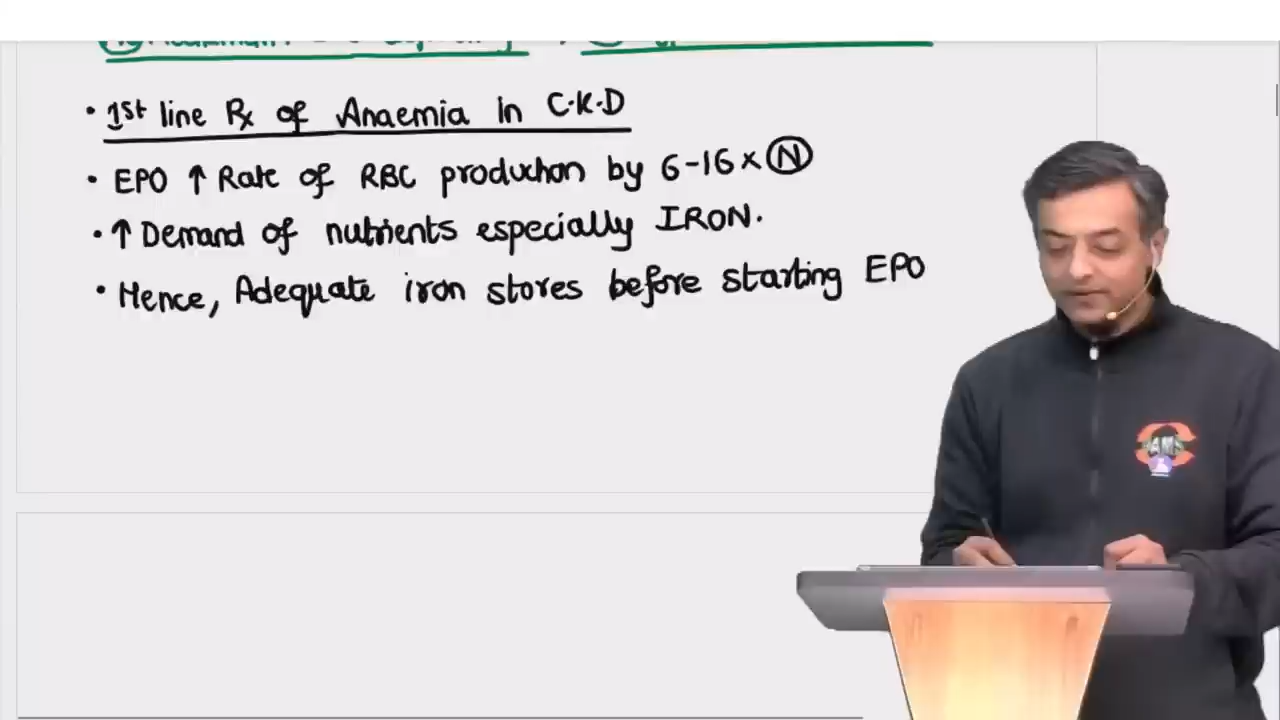 • 1st line Rx of Anaemia in C.K.D
• EPO ↑ Rate of RBC production by 6-16 x N
• ↑ Demand of nutrients especially IRON.
• Hence, Adequate iron stores before starting EPO